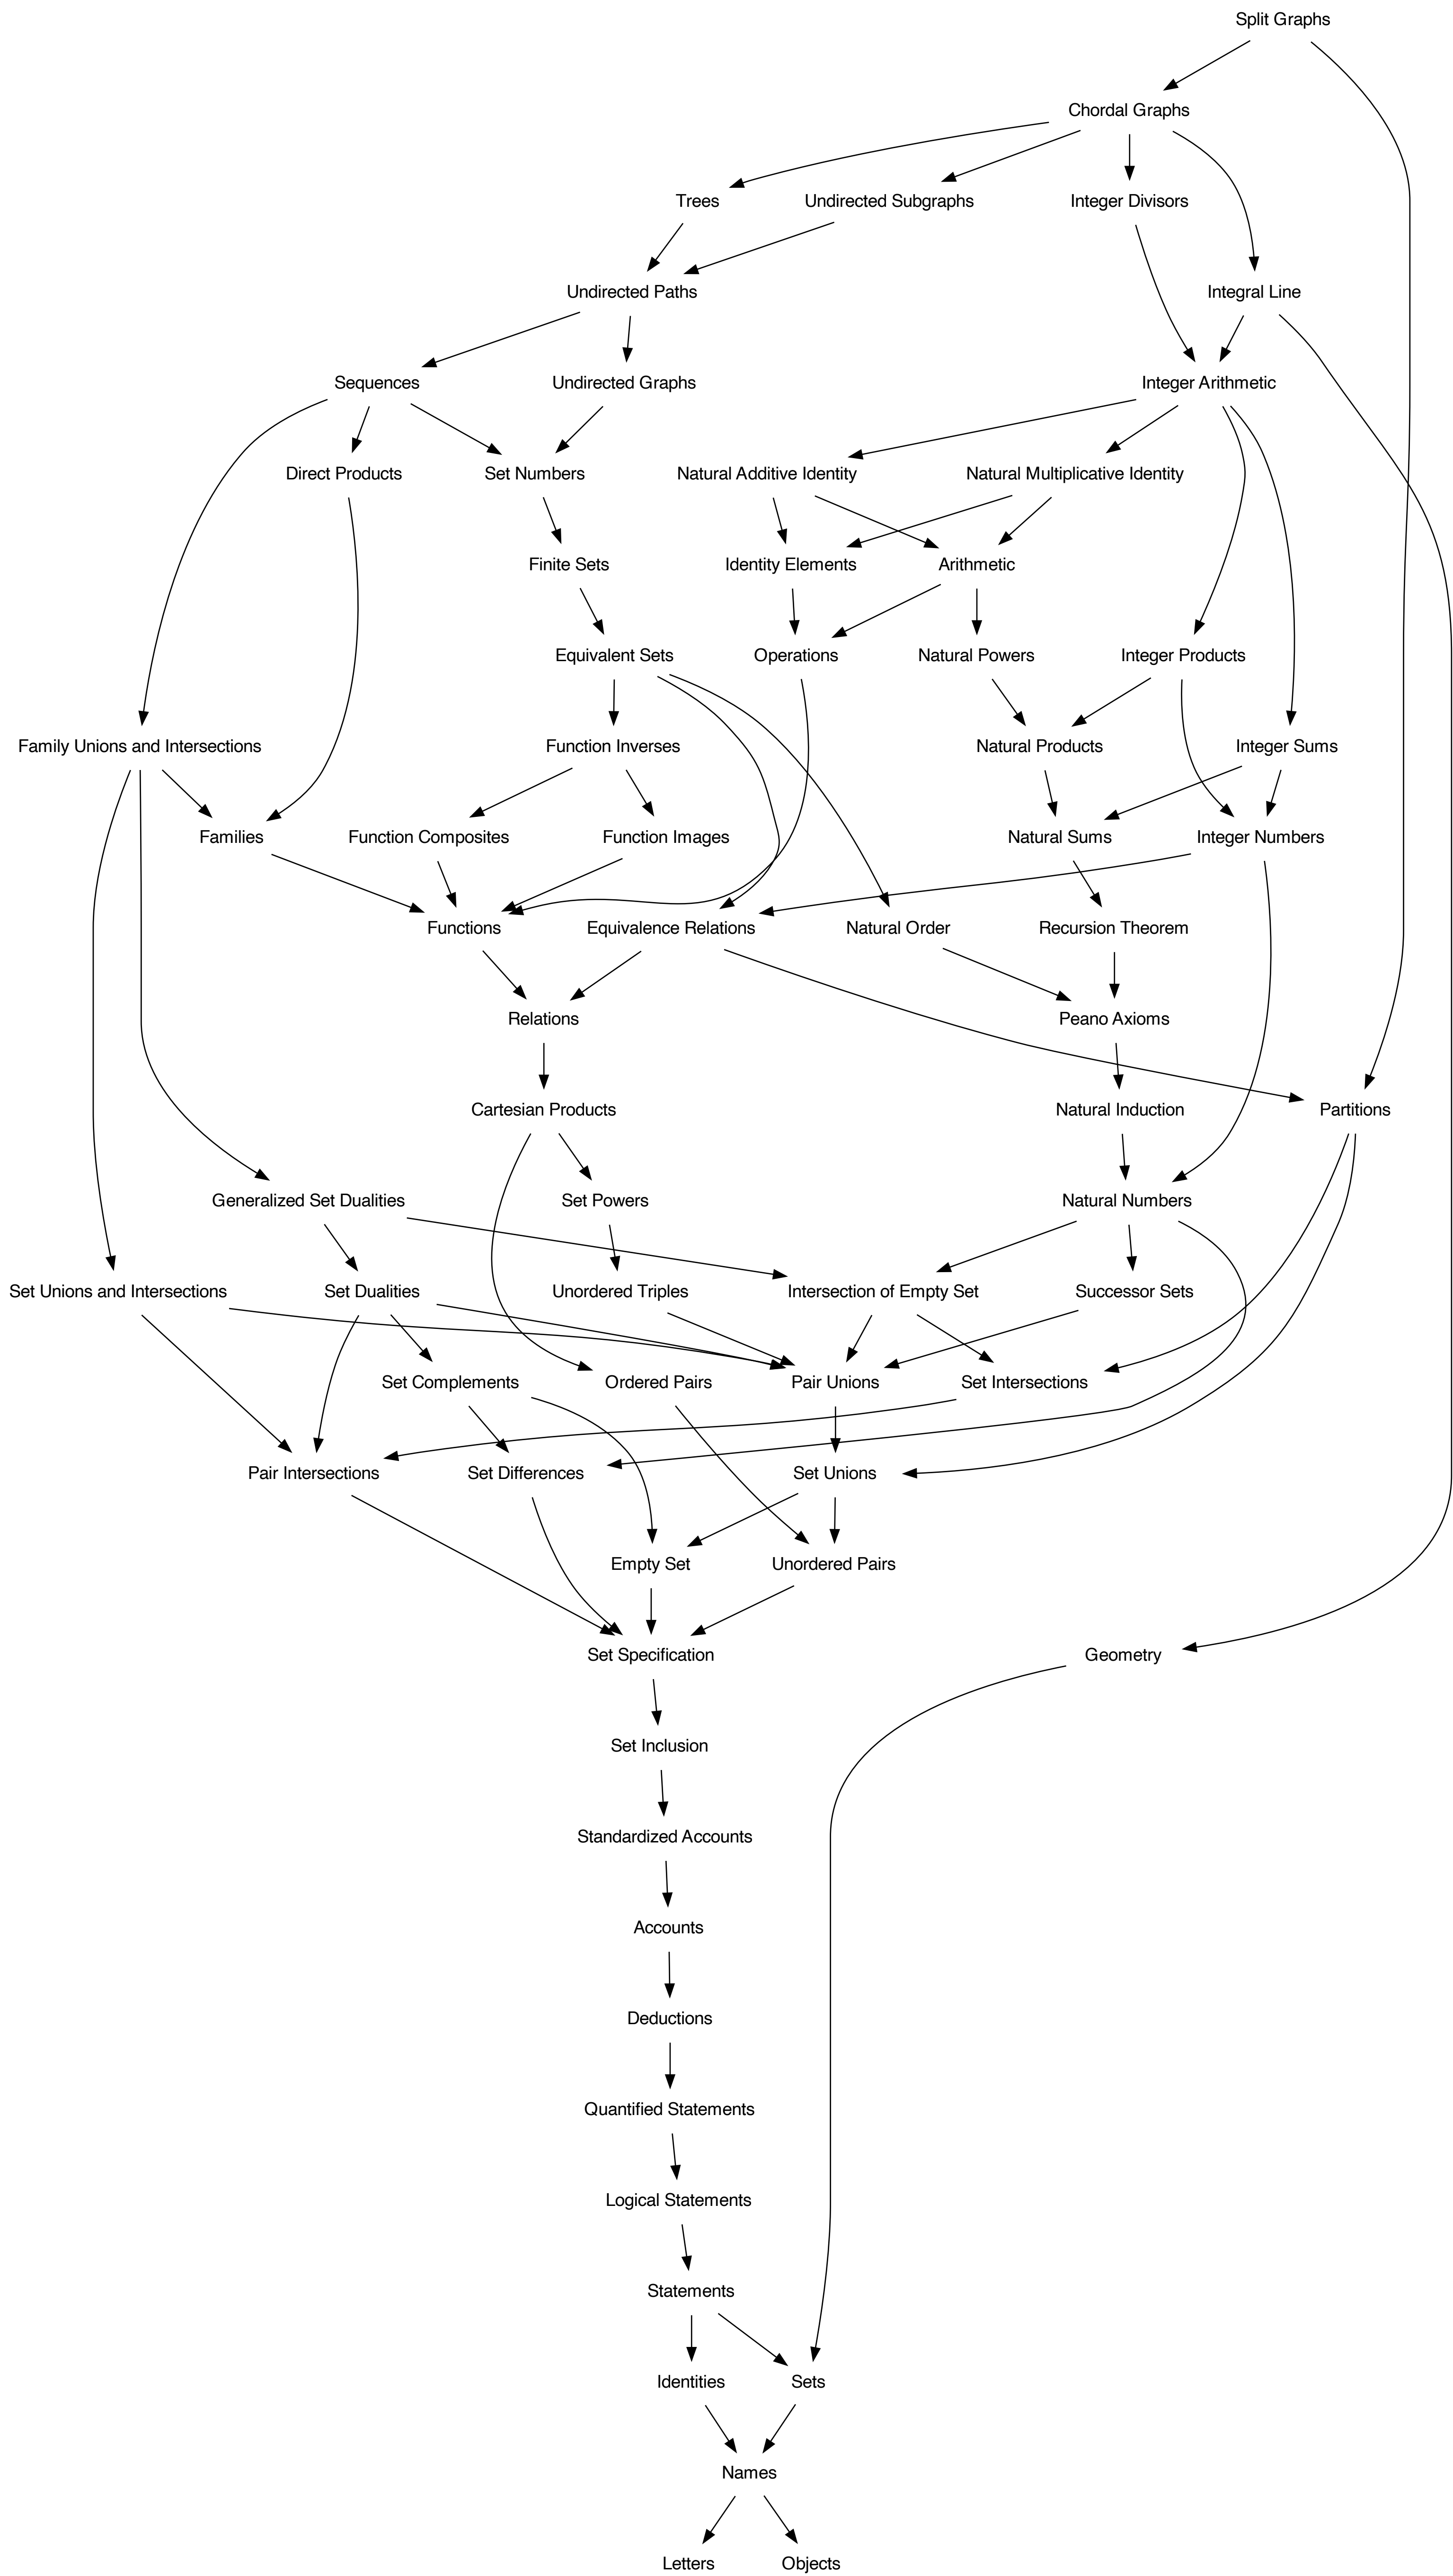 Split Graphs
Chordal Graphs
Trees
Undirected Subgraphs
Integer Divisors
Undirected Paths
Integral Line
Sequences
Undirected Graphs
Integer Arithmetic
Direct Products
Set Numbers
Natural Additive Identity
Natural Multiplicative Identity
Finite Sets
Identity Elements
Arithmetic
Equivalent Sets
Operations
Natural Powers
Integer Products
Family Unions and Intersections
Function Inverses
Natural Products
Integer Sums
Families
Function Composites
Function Images
Natural Sums
Integer Numbers
Functions
Equivalence Relations
Natural Order
Recursion Theorem
Relations
Peano Axioms
Cartesian Products
Natural Induction
Partitions
Generalized Set Dualities
Set Powers
Natural Numbers
Set Unions and Intersections
Set Dualities
Unordered Triples
Intersection of Empty Set
Successor Sets
Set Complements
Ordered Pairs
Pair Unions
Set Intersections
Pair Intersections
Set Differences
Set Unions
Empty Set
Unordered Pairs
Set Specification
Geometry
Set Inclusion
Standardized Accounts
Accounts
Deductions
Quantified Statements
Logical Statements
Statements
Identities
Sets
Names
Letters
Objects